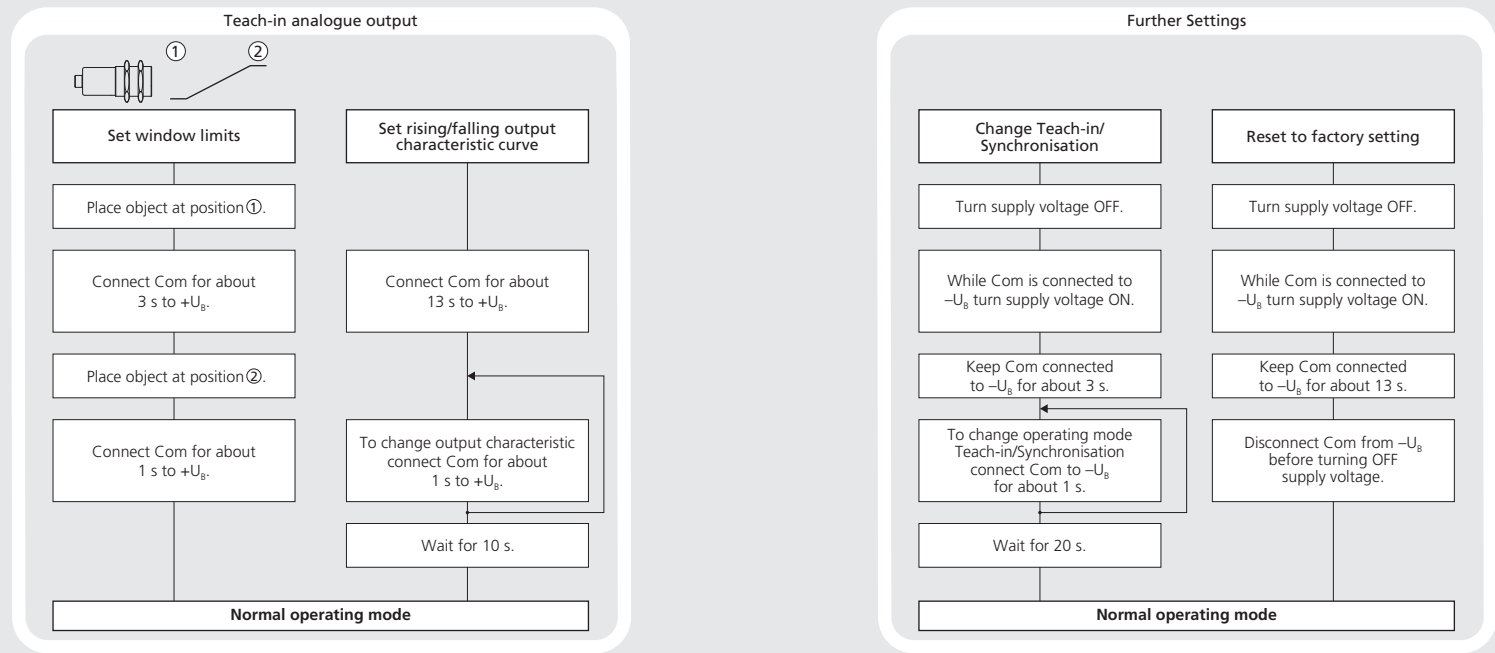 Teach-in analogue output
① ②
Set window limits
Place object at position ①.
Connect Com for about
3 s to +U_B.
Place object at position ②.
Connect Com for about
1 s to +U_B.
Set rising/falling output
characteristic curve
Connect Com for about
13 s to +U_B.
To change output characteristic
connect Com for about
1 s to +U_B.
Wait for 10 s.
Normal operating mode
Further Settings
Change Teach-in/
Synchronisation
Turn supply voltage OFF.
While Com is connected to
–U_B turn supply voltage ON.
Keep Com connected
to –U_B for about 3 s.
To change operating mode
Teach-in/Synchronisation
connect Com to –U_B
for about 1 s.
Wait for 20 s.
Reset to factory setting
Turn supply voltage OFF.
While Com is connected to
–U_B turn supply voltage ON.
Keep Com connected
to –U_B for about 13 s.
Disconnect Com from –U_B
before turning OFF
supply voltage.
Normal operating mode